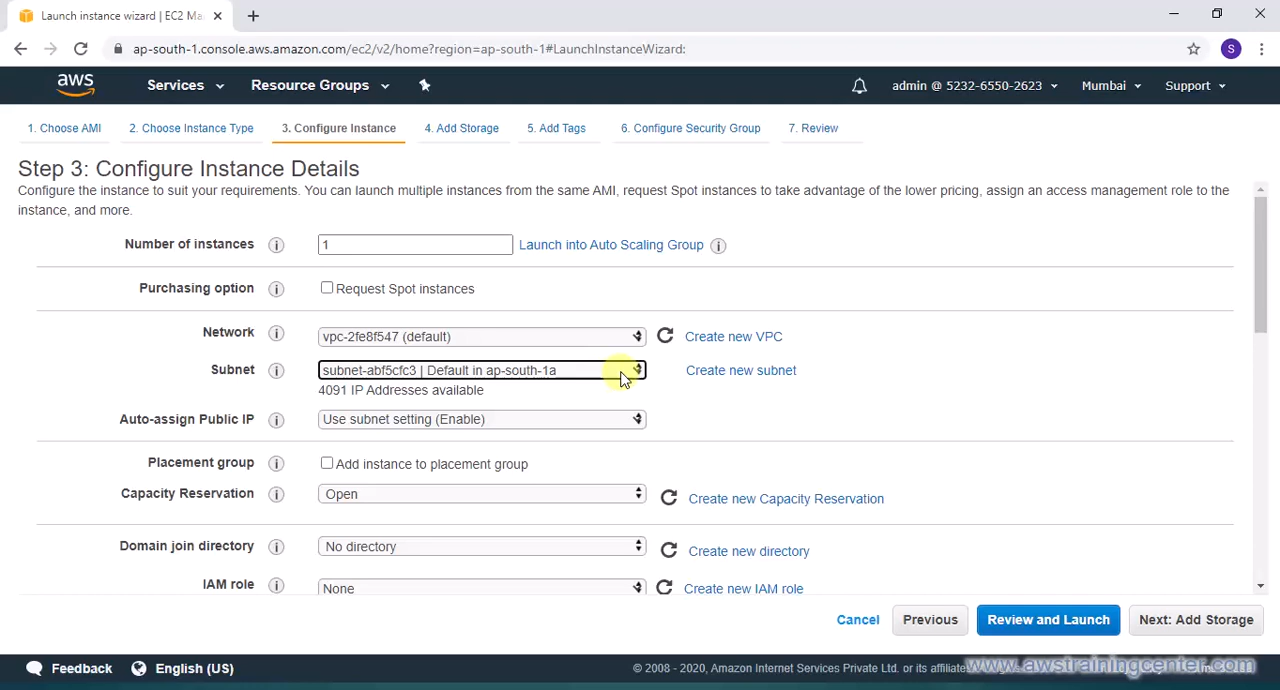 Launch instance wizard | EC2 Ma
ap-south-1.console.aws.amazon.com/ec2/v2/home?region=ap-south-1#LaunchInstanceWizard:
S
aws Services Resource Groups admin @ 5232-6550-2623 Mumbai Support
1. Choose AMI 2. Choose Instance Type 3. Configure Instance 4. Add Storage 5. Add Tags 6. Configure Security Group 7. Review
Step 3: Configure Instance Details
Configure the instance to suit your requirements. You can launch multiple instances from the same AMI, request Spot instances to take advantage of the lower pricing, assign an access management role to the
instance, and more.
Number of instances i 1 Launch into Auto Scaling Group i
Purchasing option i Request Spot instances
Network i vpc-2fe8f547 (default) Create new VPC
Subnet i subnet-abf5cfc3 | Default in ap-south-1a Create new subnet
4091 IP Addresses available
Auto-assign Public IP i Use subnet setting (Enable)
Placement group i Add instance to placement group
Capacity Reservation i Open Create new Capacity Reservation
Domain join directory i No directory Create new directory
IAM role i None Create new IAM role
Cancel Previous Review and Launch Next: Add Storage
Feedback English (US) © 2008 - 2020, Amazon Internet Services Private Ltd. or its affiliate
www.awstrainingcenter.com